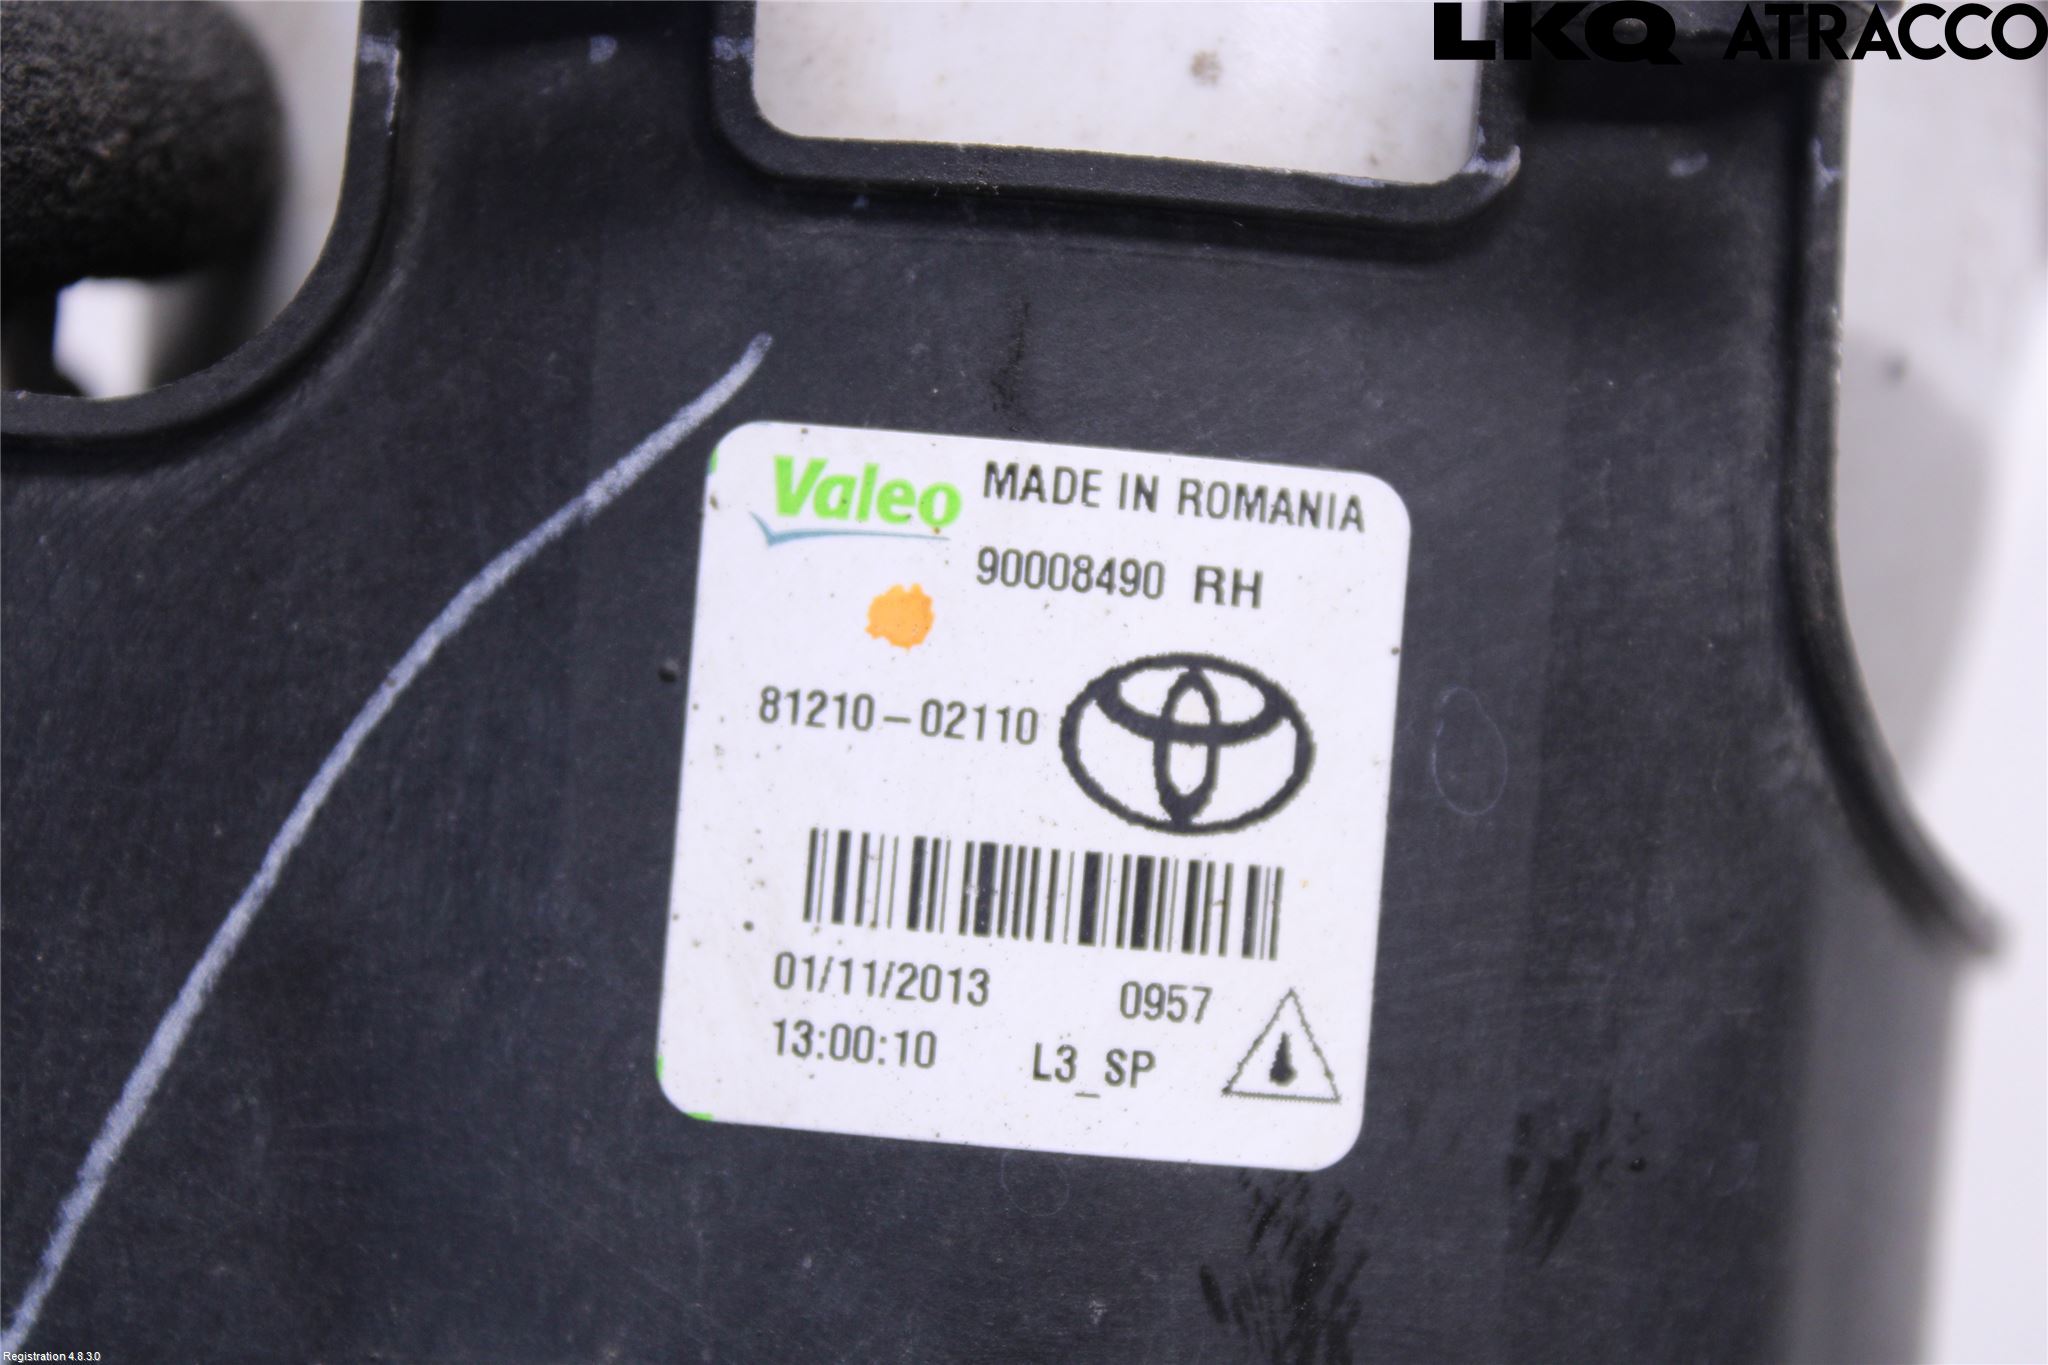 LKQ ATRACCO
Valeo MADE IN ROMANIA
90008490 RH
81210-02110
01/11/2013 0957
13:00:10 L3_SP
Registration 4.8.3.0